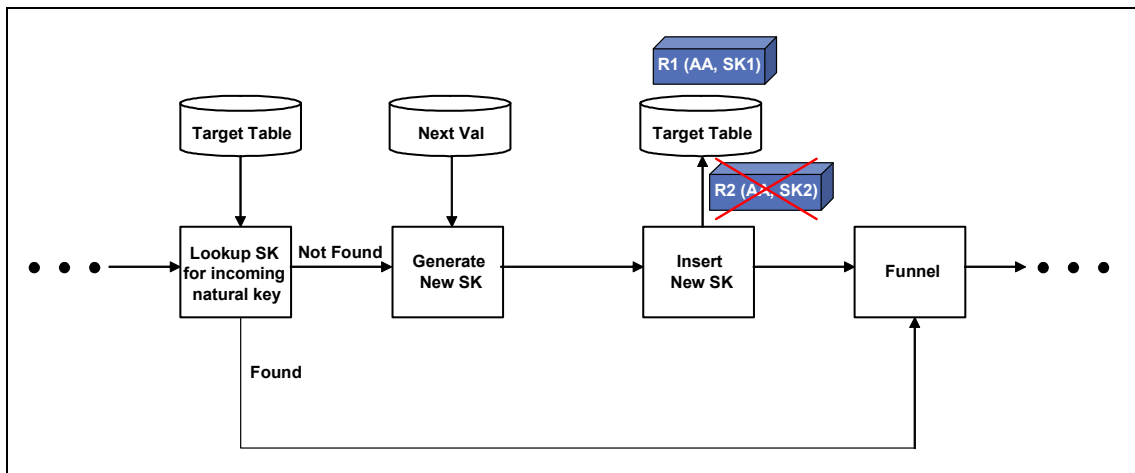 R1 (AA, SK1)
Target Table
Next Val
Target Table
R2 (AA, SK2)
Lookup SK
for incoming
natural key
Not Found
Generate
New SK
Insert
New SK
Funnel
Found